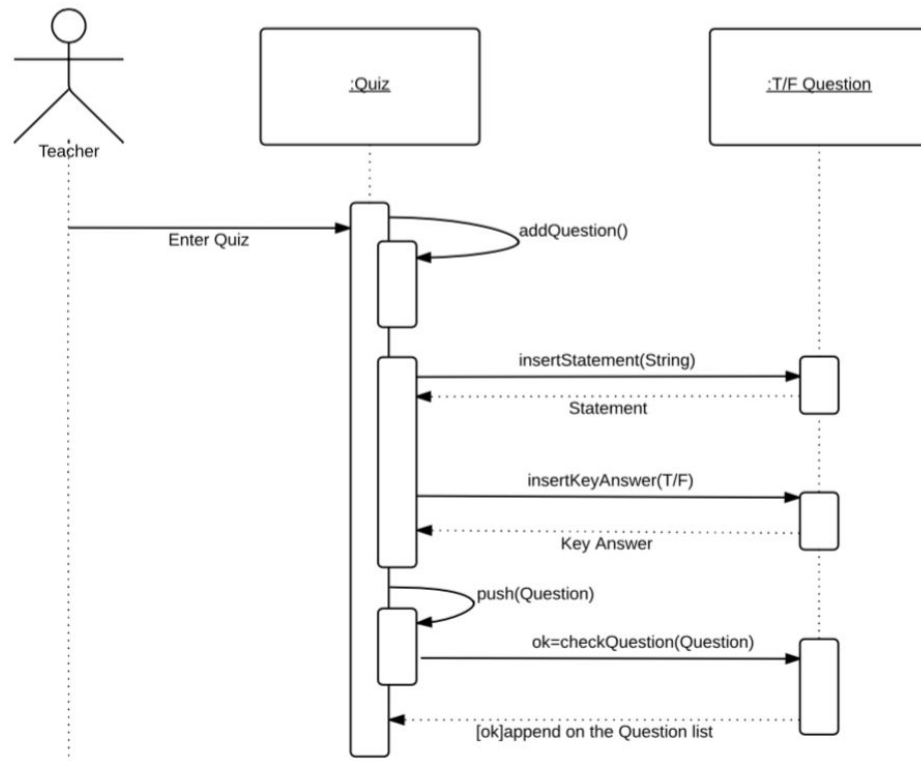 :Quiz
:T/F Question
Teacher
Enter Quiz
addQuestion()
insertStatement(String)
Statement
insertKeyAnswer(T/F)
Key Answer
push(Question)
ok=checkQuestion(Question)
[ok]append on the Question list